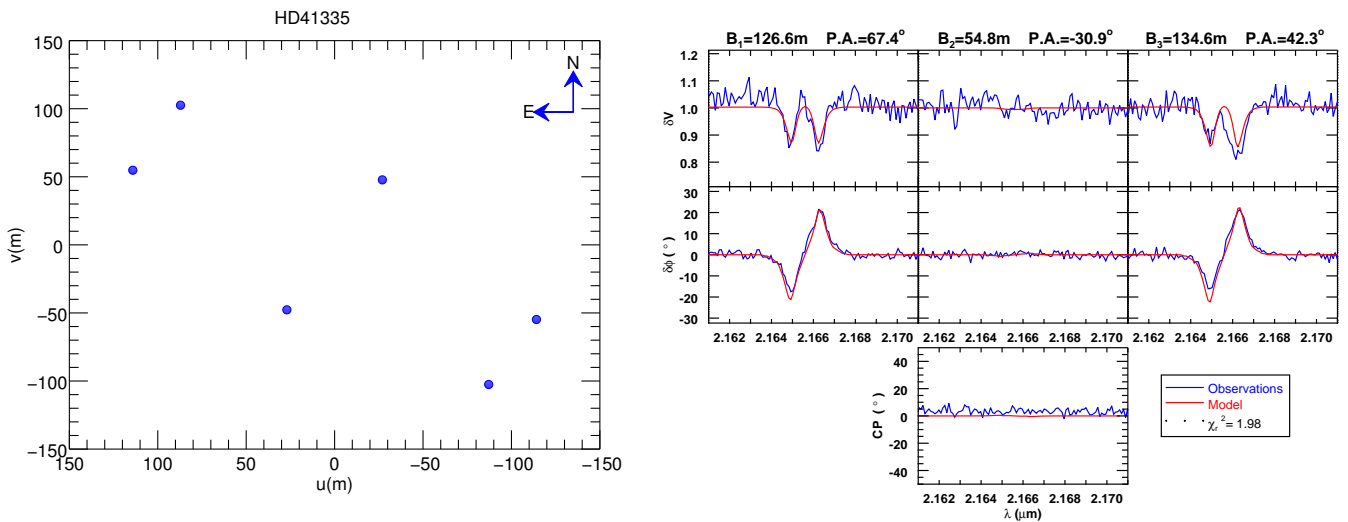 HD41335
150
100
50
0
−50
−100
−150
v(m)
150 100 50 0 −50 −100 −150
u(m)
N
E
B₁=126.6m P.A.=67.4° B₂=54.8m P.A.=-30.9° B₃=134.6m P.A.=42.3°
1.2
1.0
0.9
0.8
δV
30
20
10
0
-10
-20
-30
δϕ ( ° )
2.162 2.164 2.166 2.168 2.170 2.162 2.164 2.166 2.168 2.170 2.162 2.164 2.166 2.168 2.170
40
20
0
-20
-40
CP ( ° )
2.162 2.164 2.166 2.168 2.170
λ (μm)
Observations
Model
χᵣ² = 1.98